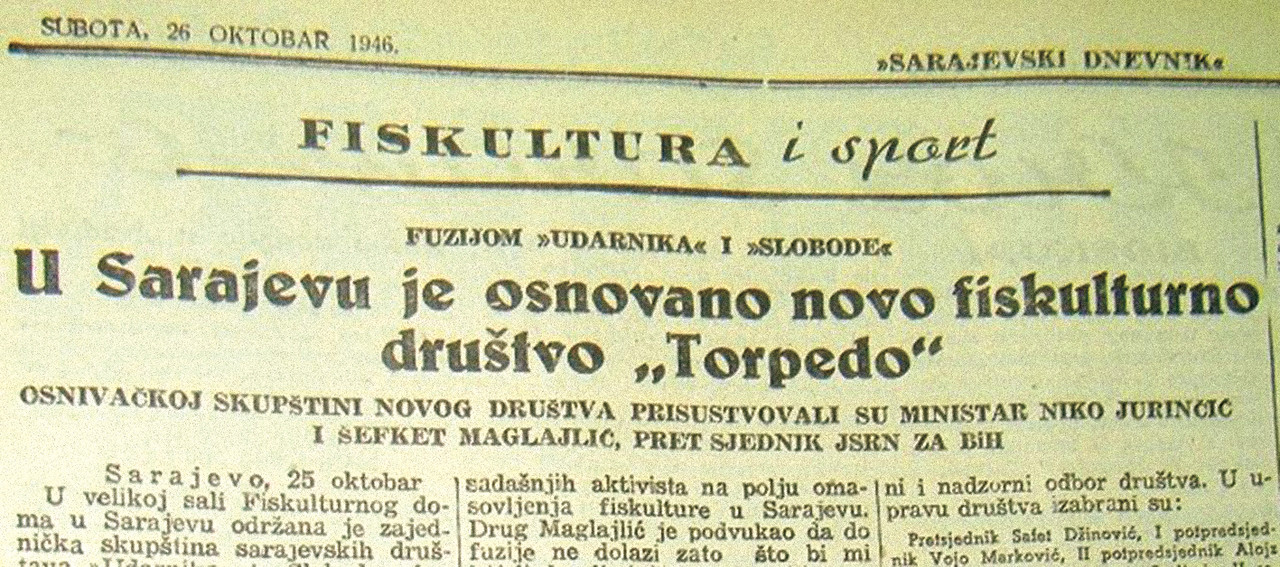 SUBOTA, 26 OKTOBAR 1946.
»SARAJEVSKI DNEVNIK«
FISKULTURA i sport
FUZIJOM »UDARNIKA« I »SLOBODE«
U Sarajevu je osnovano novo fiskulturno
društvo „Torpedo“
OSNIVAČKOJ SKUPŠTINI NOVOG DRUŠTVA PRISUSTVOVALI SU MINISTAR NIKO JURINČIĆ
I ŠEFKET MAGLAJLIĆ, PRETSJEDNIK JSRN ZA BiH
Sarajevo, 25 oktobar
U velikoj sali Fiskulturnog do-
ma u Sarajevu održana je zajed-
nička skupština sarajevskih druš-
sadašnjih aktivista na polju oma-
sovljenja fiskulture u Sarajevu.
Drug Maglajlić je podvukao da do
fuzije ne dolazi zato što bi mi
ni i nadzorni odbor društva. U u-
pravu društva izabrani su:
Pretsjednik Safet Džinović, I potpredsjed-
nik Vojo Marković, II potpredsjednik Alojz